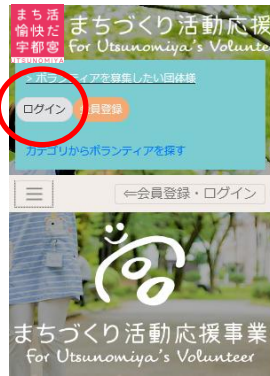 まち活
愉快だ
宇都宮
UTSUNOMIYA
まちづくり活動応援
For Utsunomiya's Volunte
> ボランティアを募集したい団体様
ログイン
会員登録
カテゴリからボランティアを探す
⇐会員登録・ログイン
まちづくり活動応援事業
For Utsunomiya's Volunteer